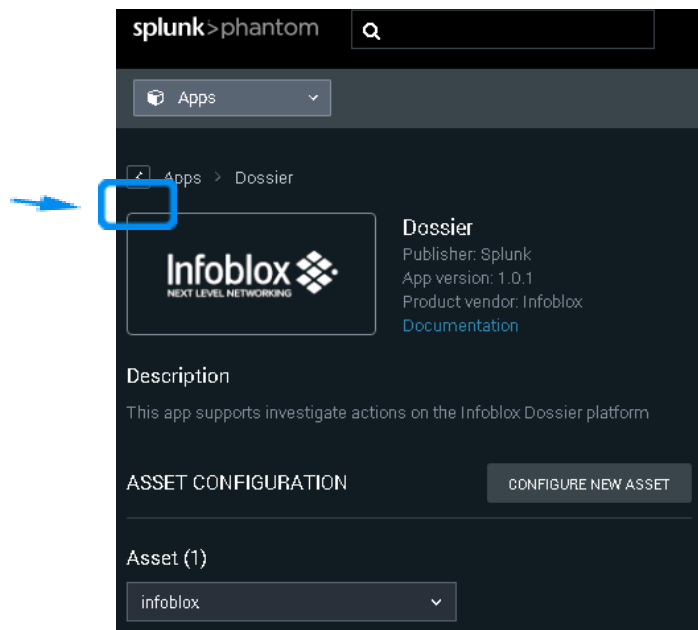 splunk>phantom
Apps
Apps > Dossier
Infoblox
NEXT LEVEL NETWORKING
Dossier
Publisher: Splunk
App version: 1.0.1
Product vendor: Infoblox
Documentation
Description
This app supports investigate actions on the Infoblox Dossier platform
ASSET CONFIGURATION
CONFIGURE NEW ASSET
Asset (1)
infoblox